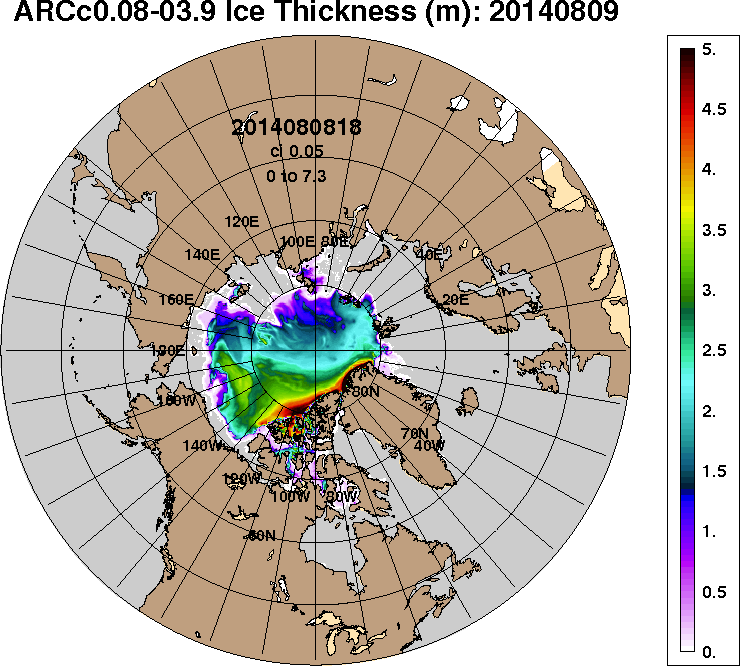 ARCc0.08-03.9 Ice Thickness (m): 20140809
5.
2014080818
ci 0.05
0 to 7.3
4.5
4.
120E
100E 80E
140E
40E
3.5
160E
20E
3.
180E
2.5
160W
80N
2.
140W
70N
40W
1.5
120W
100W
80W
60N
1.
0.5
0.